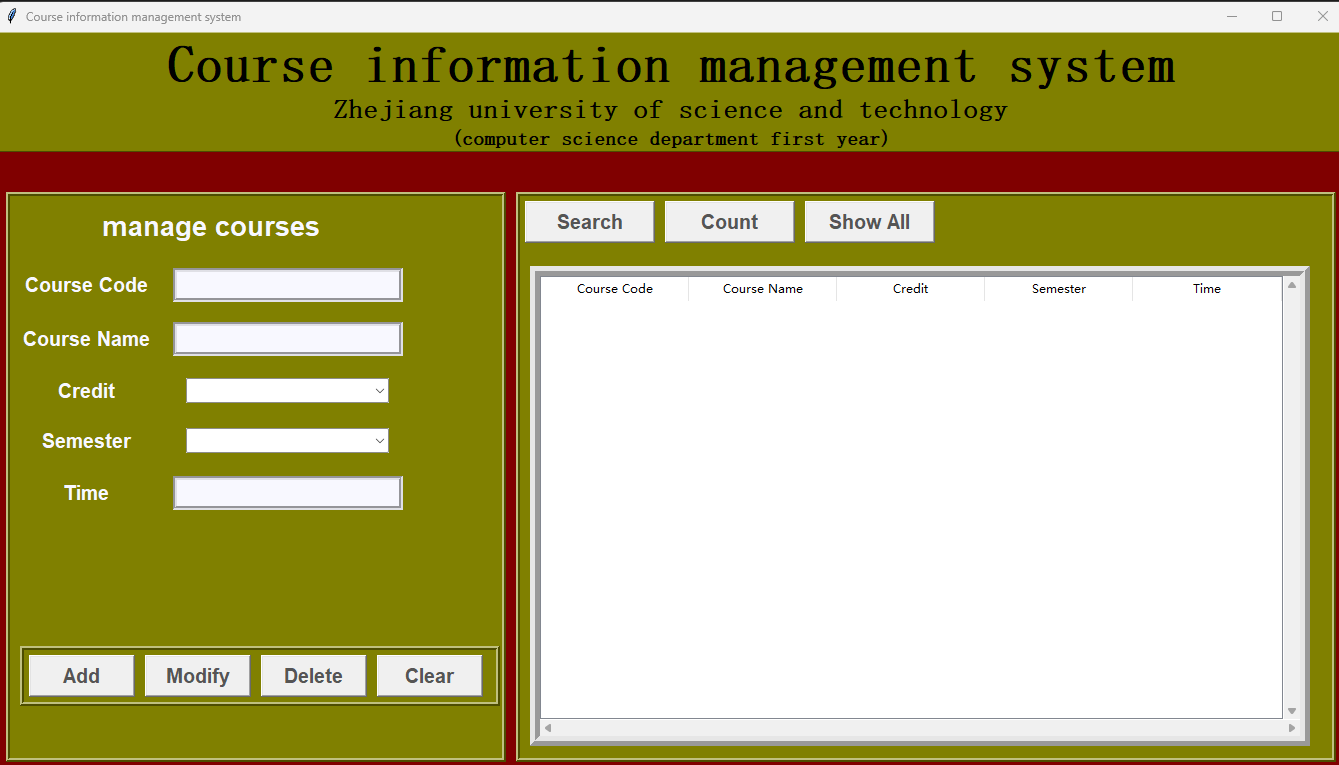 Course information management system
Course information management system
Zhejiang university of science and technology
(computer science department first year)
manage courses
Course Code
Course Name
Credit
Semester
Time
Add Modify Delete Clear
Search Count Show All
Course Code Course Name Credit Semester Time